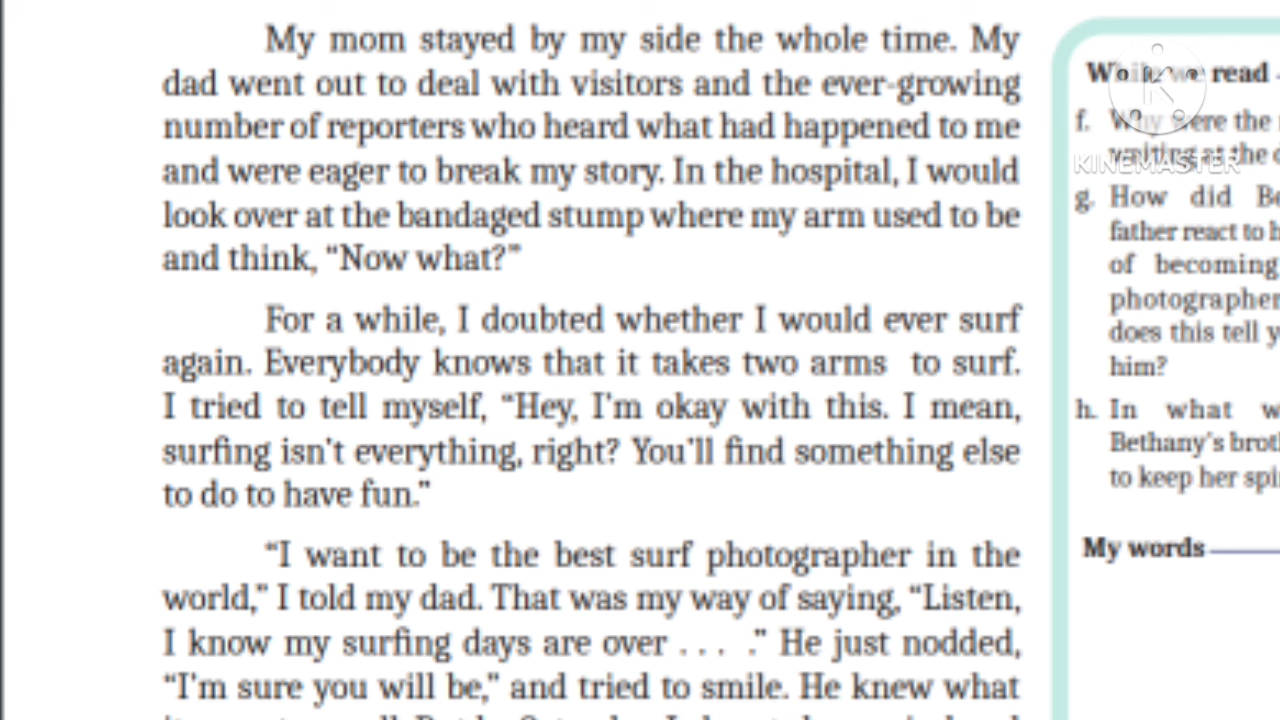 My mom stayed by my side the whole time. My
dad went out to deal with visitors and the ever-growing
number of reporters who heard what had happened to me
and were eager to break my story. In the hospital, I would
look over at the bandaged stump where my arm used to be
and think, “Now what?”
For a while, I doubted whether I would ever surf
again. Everybody knows that it takes two arms to surf.
I tried to tell myself, “Hey, I'm okay with this. I mean,
surfing isn't everything, right? You'll find something else
to do to have fun.”
“I want to be the best surf photographer in the
world,” I told my dad. That was my way of saying, “Listen,
I know my surfing days are over . . . .” He just nodded,
“I'm sure you will be,” and tried to smile. He knew what
While we read
f. Why were the
waiting at the
g. How did
father react to
of becoming
photographer
does this tell
him?
h. In what
Bethany's
to keep her
My words
KINEMASTER